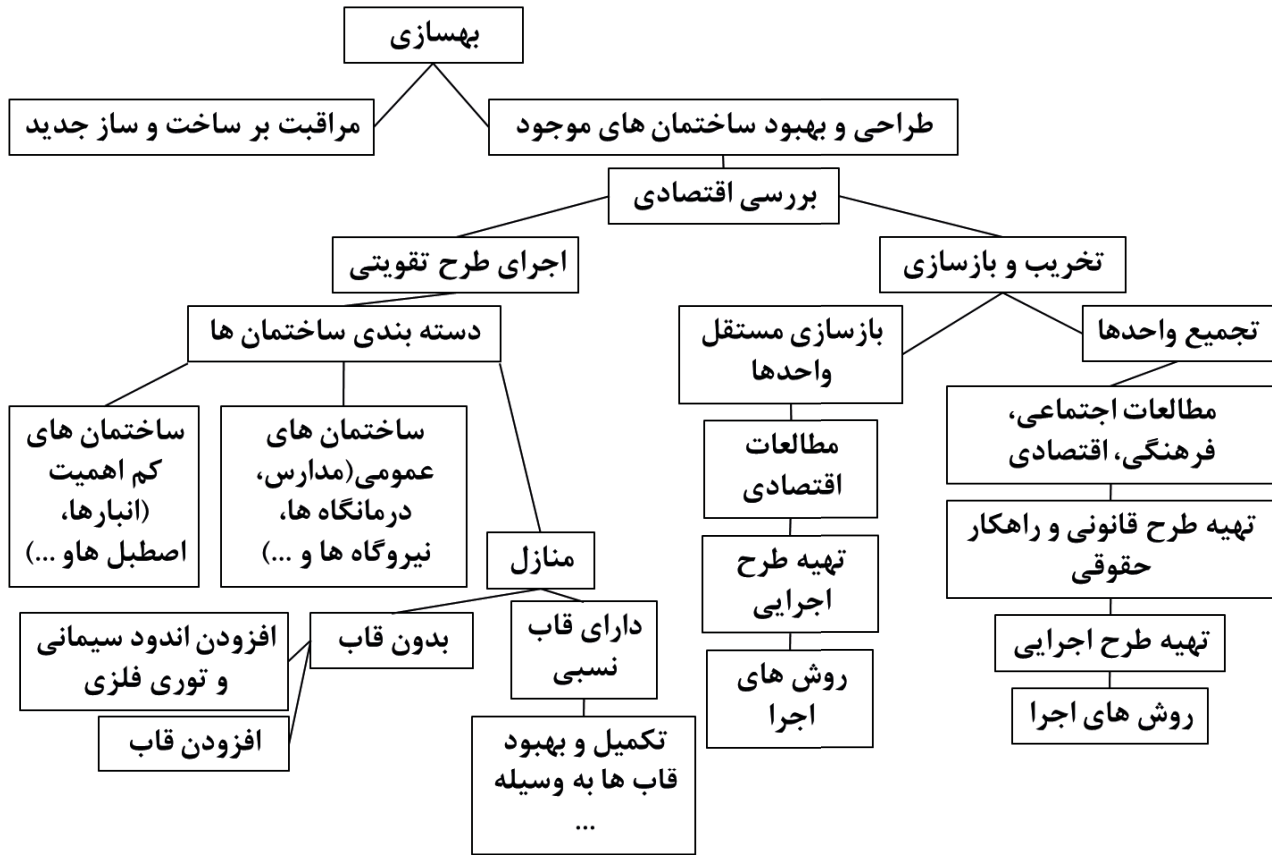 بهسازی
طراحی و بهبود ساختمان های موجود
مراقبت بر ساخت و ساز جدید
بررسی اقتصادی
تخریب و بازسازی
اجرای طرح تقویتی
تجمیع واحدها
بازسازی مستقل
واحدها
دسته بندی ساختمان ها
مطالعات اجتماعی،
فرهنگی، اقتصادی
مطالعات
اقتصادی
ساختمان های
عمومی(مدارس،
درمانگاه ها،
نیروگاه ها و ...)
ساختمان های
کم اهمیت
(انبارها،
اصطبل هاو ...)
تهیه طرح قانونی و راهکار
حقوقی
تهیه طرح
اجرایی
منازل
تهیه طرح اجرایی
روش های
اجرا
دارای قاب
نسبی
بدون قاب
افزودن اندود سیمانی
و توری فلزی
روش های اجرا
افزودن قاب
تکمیل و بهبود
قاب ها به وسیله
...